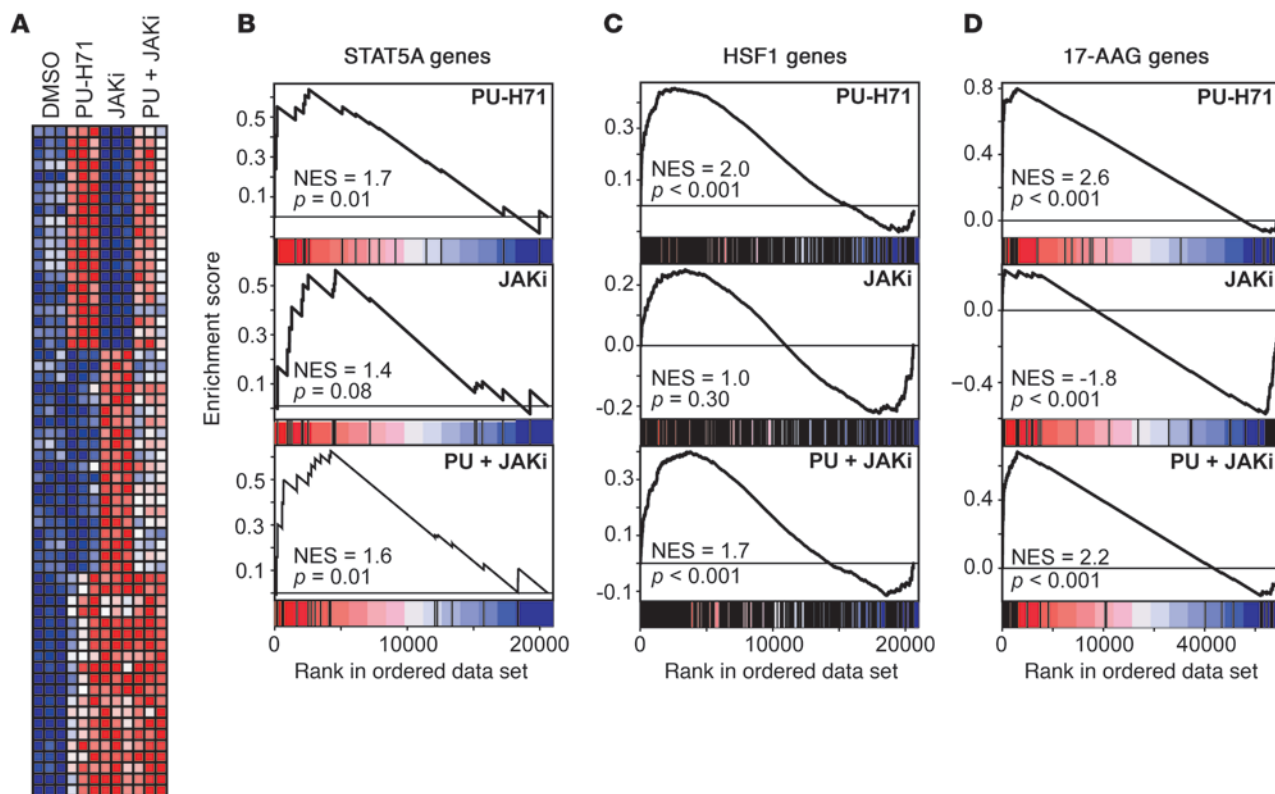 A
DMSO
PU-H71
JAKi
PU + JAKi
B
STAT5A genes
Enrichment score
PU-H71
0.5
0.3
0.1
NES = 1.7
p = 0.01
JAKi
0.5
0.3
0.1
NES = 1.4
p = 0.08
PU + JAKi
0.5
0.3
0.1
NES = 1.6
p = 0.01
0 10000 20000
Rank in ordered data set
C
HSF1 genes
PU-H71
0.4
0.1
NES = 2.0
p < 0.001
JAKi
0.2
0.0
-0.2
NES = 1.0
p = 0.30
PU + JAKi
0.4
0.1
-0.1
NES = 1.7
p < 0.001
0 10000 20000
Rank in ordered data set
D
17-AAG genes
PU-H71
0.8
0.4
0.0
NES = 2.6
p < 0.001
JAKi
0.0
−0.4
NES = -1.8
p < 0.001
PU + JAKi
0.4
0.0
NES = 2.2
p < 0.001
0 10000 40000
Rank in ordered data set